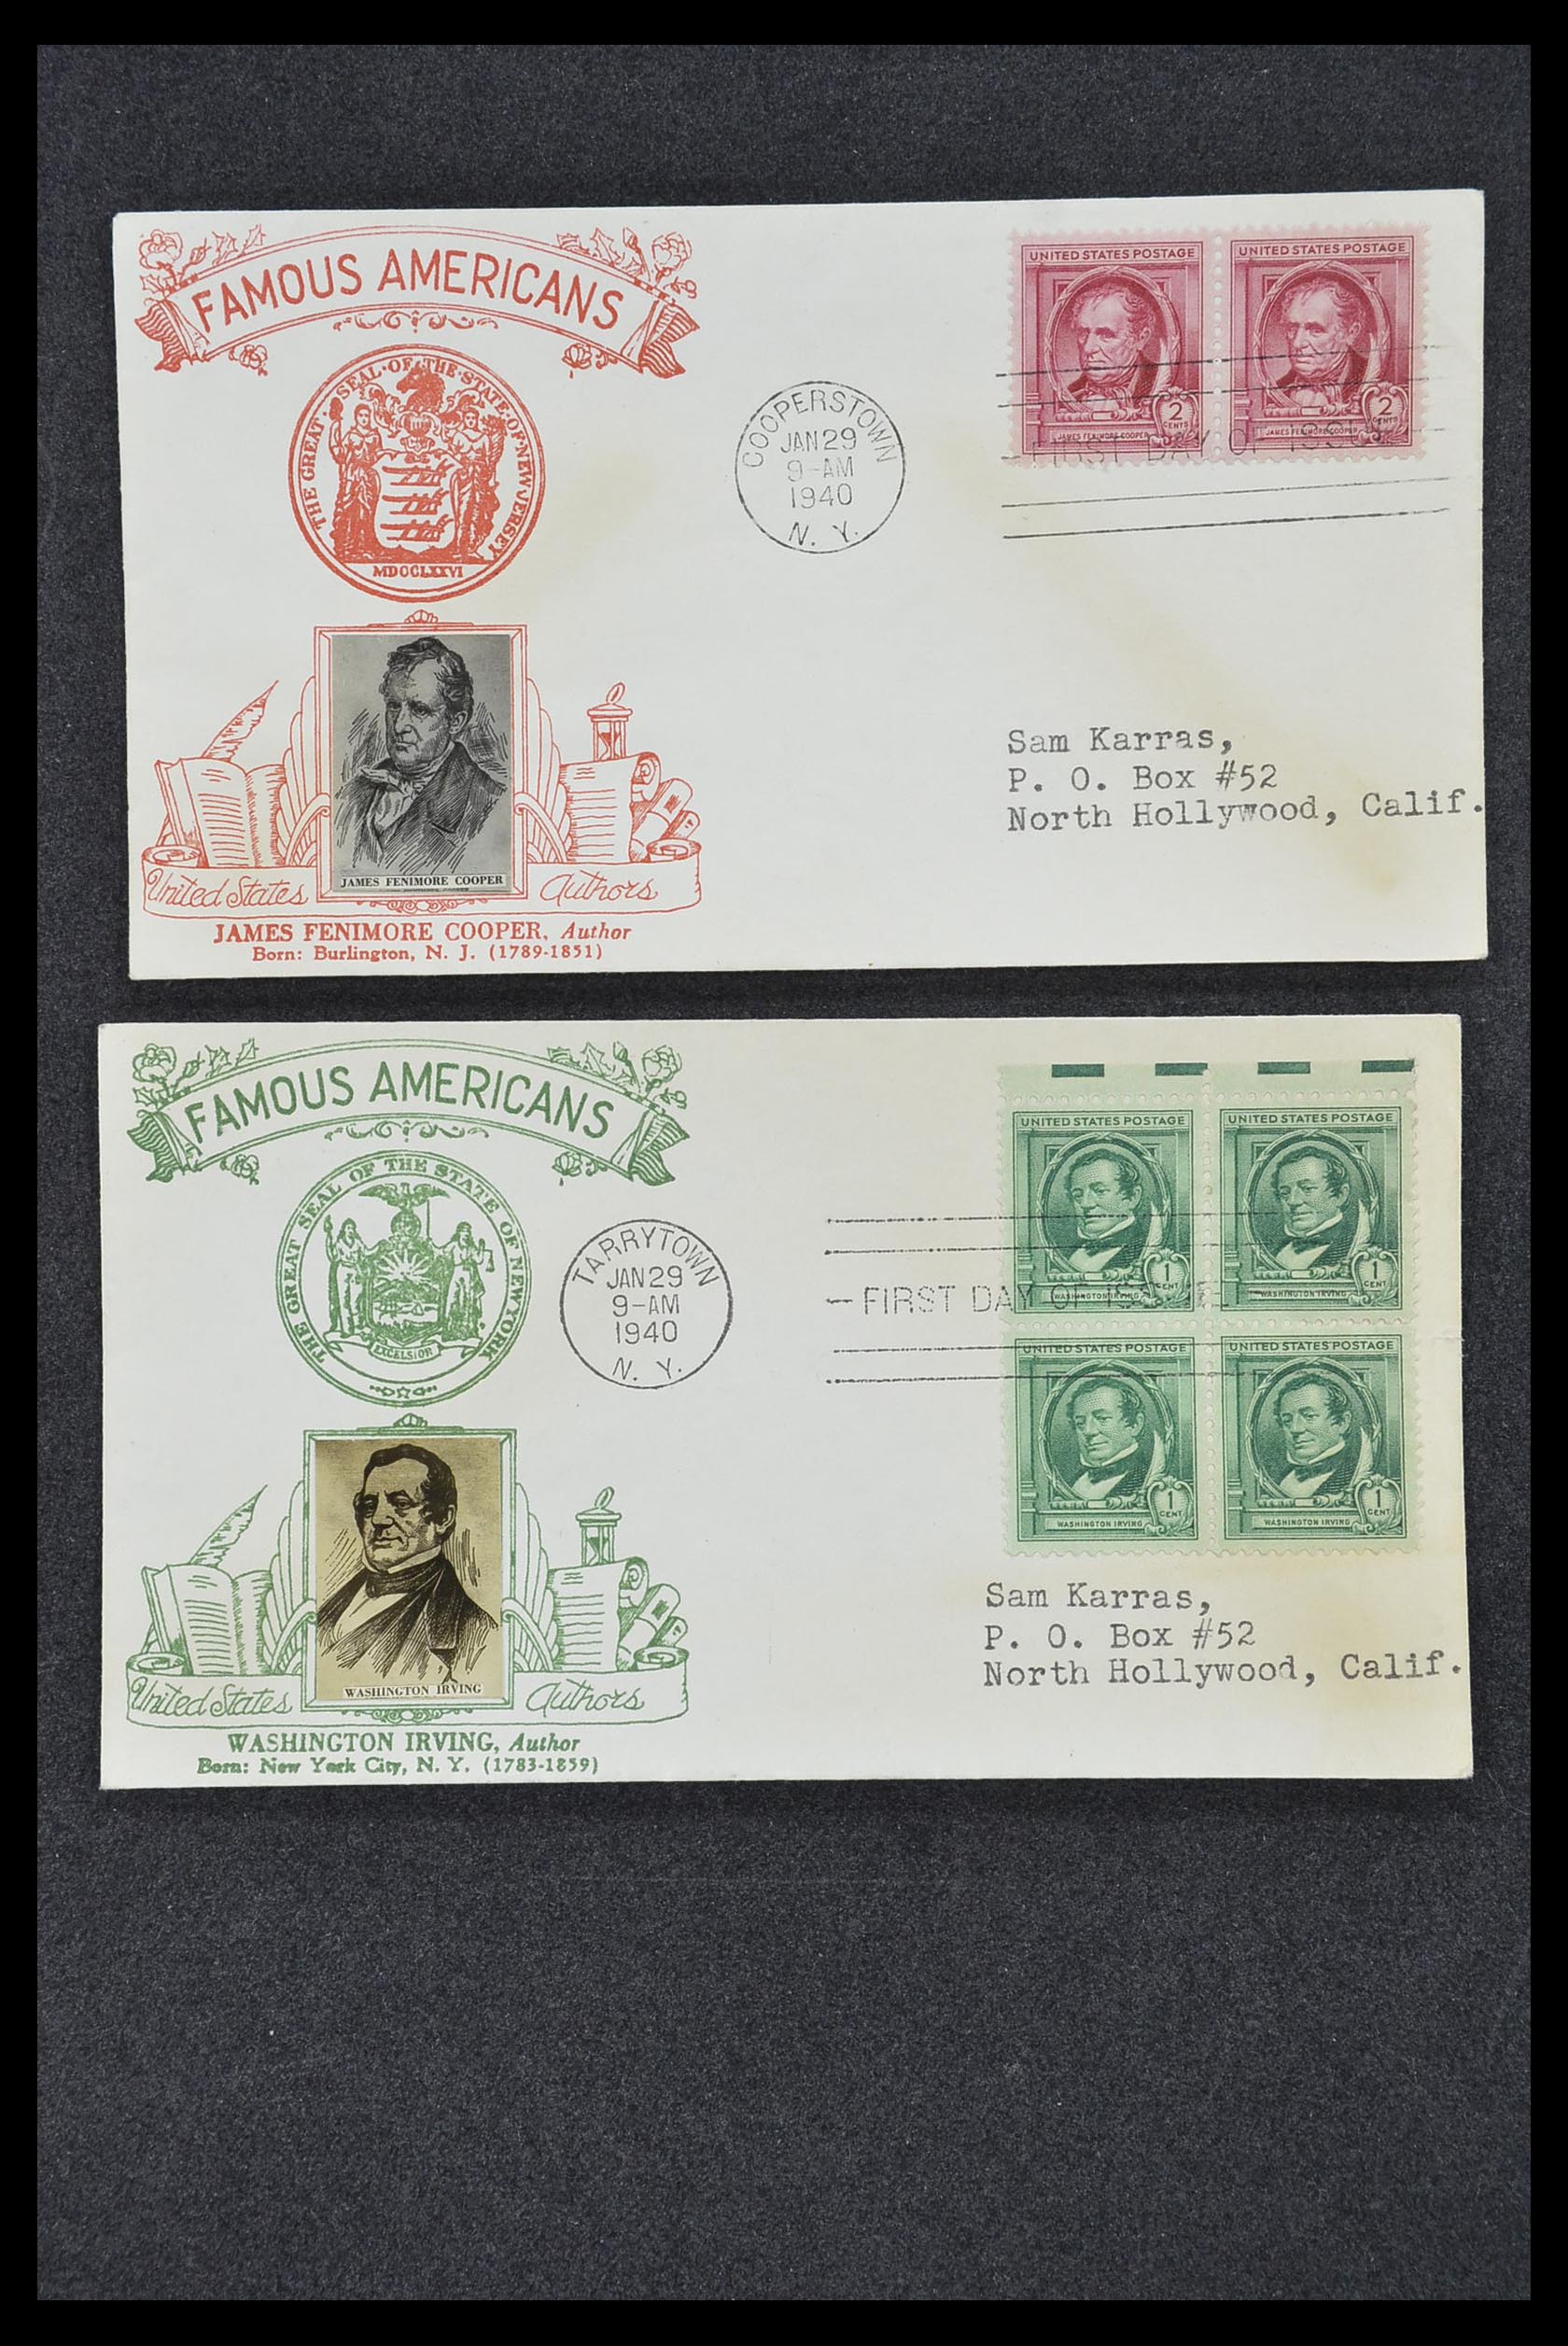 FAMOUS AMERICANS
THE GREAT · SEAL · OF · THE · STATE · OF · NEW JERSEY
MDCCLXXVI
JAMES FENIMORE COOPER
United States Authors
JAMES FENIMORE COOPER, Author
Born: Burlington, N. J. (1789-1851)
COOPERSTOWN
JAN 29
9-AM
1940
N. Y.
UNITED STATES POSTAGE
JAMES FENIMORE COOPER
2
CENTS
UNITED STATES POSTAGE
JAMES FENIMORE COOPER
2
CENTS
FIRST DAY OF ISSUE
Sam Karras,
P. O. Box #52
North Hollywood, Calif.
FAMOUS AMERICANS
THE GREAT SEAL OF THE STATE OF NEW YORK
EXCELSIOR
WASHINGTON IRVING
United States Authors
WASHINGTON IRVING, Author
Born: New York City, N. Y. (1783-1859)
TARRYTOWN
JAN 29
9-AM
1940
N. Y.
FIRST DAY OF ISSUE
UNITED STATES POSTAGE
1
CENT
WASHINGTON IRVING
UNITED STATES POSTAGE
1
CENT
WASHINGTON IRVING
UNITED STATES POSTAGE
1
CENT
WASHINGTON IRVING
UNITED STATES POSTAGE
1
CENT
WASHINGTON IRVING
Sam Karras,
P. O. Box #52
North Hollywood, Calif.